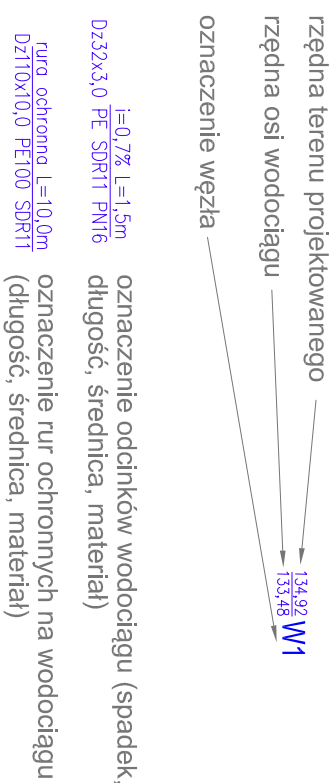 rzędna terenu projektowanego
rzędna osi wodociągu
oznaczenie węzła
134,92
133,48
W1
i=0,7% L=1,5m
Dz32x3,0 PE SDR11 PN16
oznaczenie odcinków wodociągu (spadek,
długość, średnica, materiał)
rura ochronna L=10,0m
Dz110x10,0 PE100 SDR11
oznaczenie rur ochronnych na wodociągu
(długość, średnica, materiał)